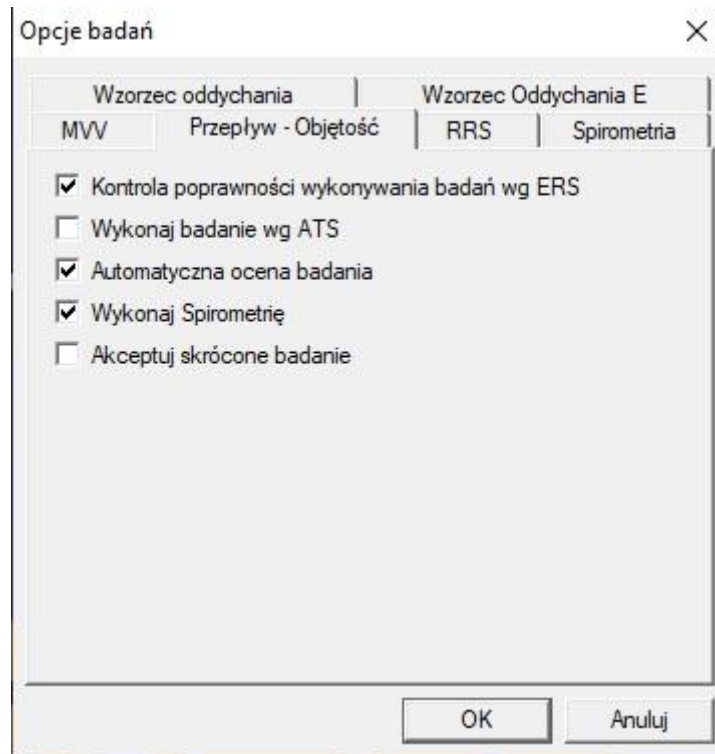 Opcje badań
Wzorzec oddychania
Wzorzec Oddychania E
MVV
Przepływ - Objętość
RRS
Spirometria
Kontrola poprawności wykonywania badań wg ERS
Wykonaj badanie wg ATS
Automatyczna ocena badania
Wykonaj Spirometrię
Akceptuj skrócone badanie
OK
Anuluj